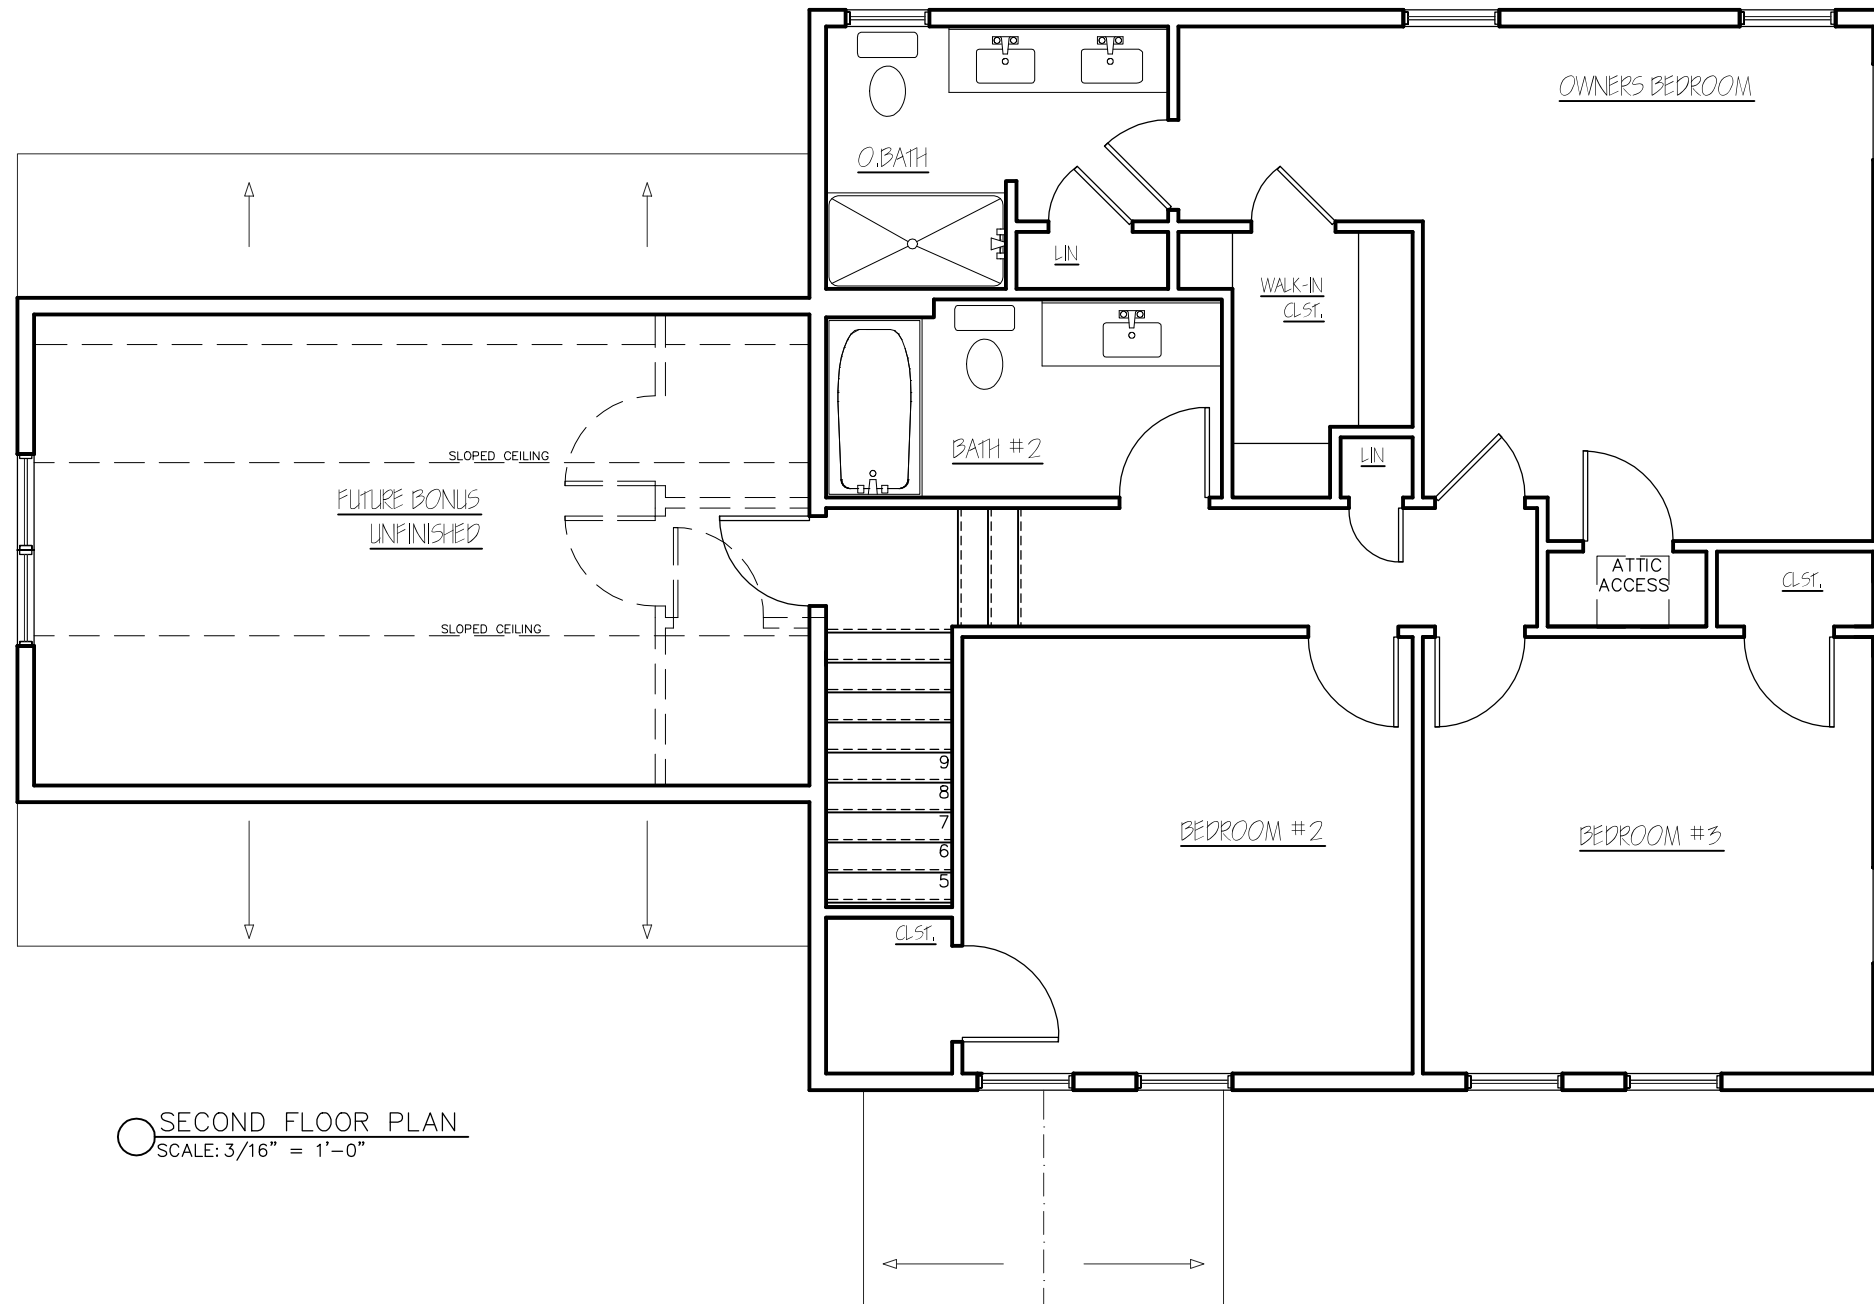 OWNERS BEDROOM
O.BATH
LIN
WALK-IN
CLST.
BATH #2
LIN
SLOPED CEILING
FUTURE BONUS
UNFINISHED
SLOPED CEILING
ATTIC
ACCESS
CLST.
9
8
7
6
5
BEDROOM #2
BEDROOM #3
CLST.
SECOND FLOOR PLAN
SCALE: 3/16" = 1'-0"